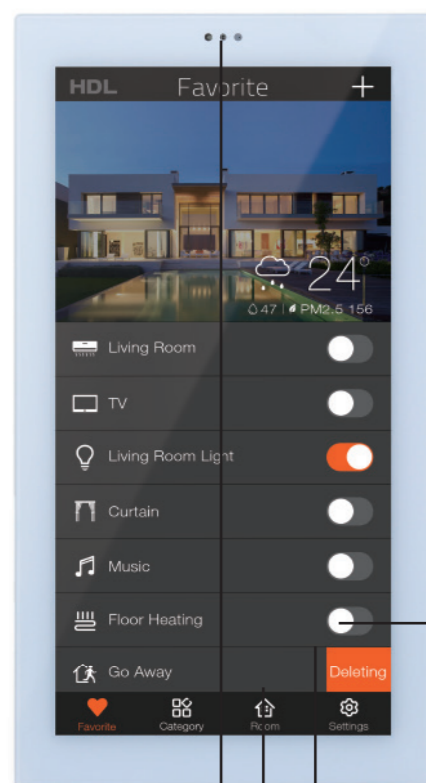 HDL Favorite +
24°
47 | PM2.5 156
Living Room
TV
Living Room Light
Curtain
Music
Floor Heating
Go Away Deleting
Favorite Category Room Settings